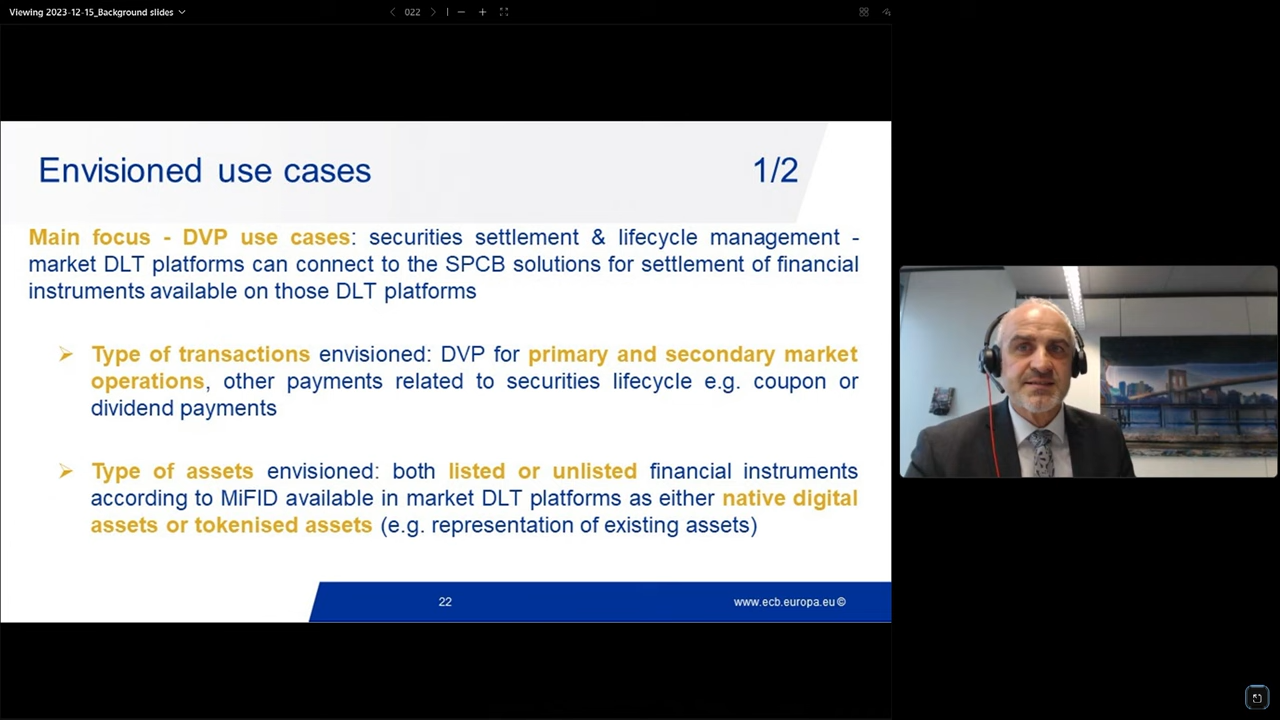 Viewing 2023-12-15_Background slides
022
Envisioned use cases 1/2
Main focus - DVP use cases: securities settlement & lifecycle management -
market DLT platforms can connect to the SPCB solutions for settlement of financial
instruments available on those DLT platforms
Type of transactions envisioned: DVP for primary and secondary market
operations, other payments related to securities lifecycle e.g. coupon or
dividend payments
Type of assets envisioned: both listed or unlisted financial instruments
according to MiFID available in market DLT platforms as either native digital
assets or tokenised assets (e.g. representation of existing assets)
22
www.ecb.europa.eu ©